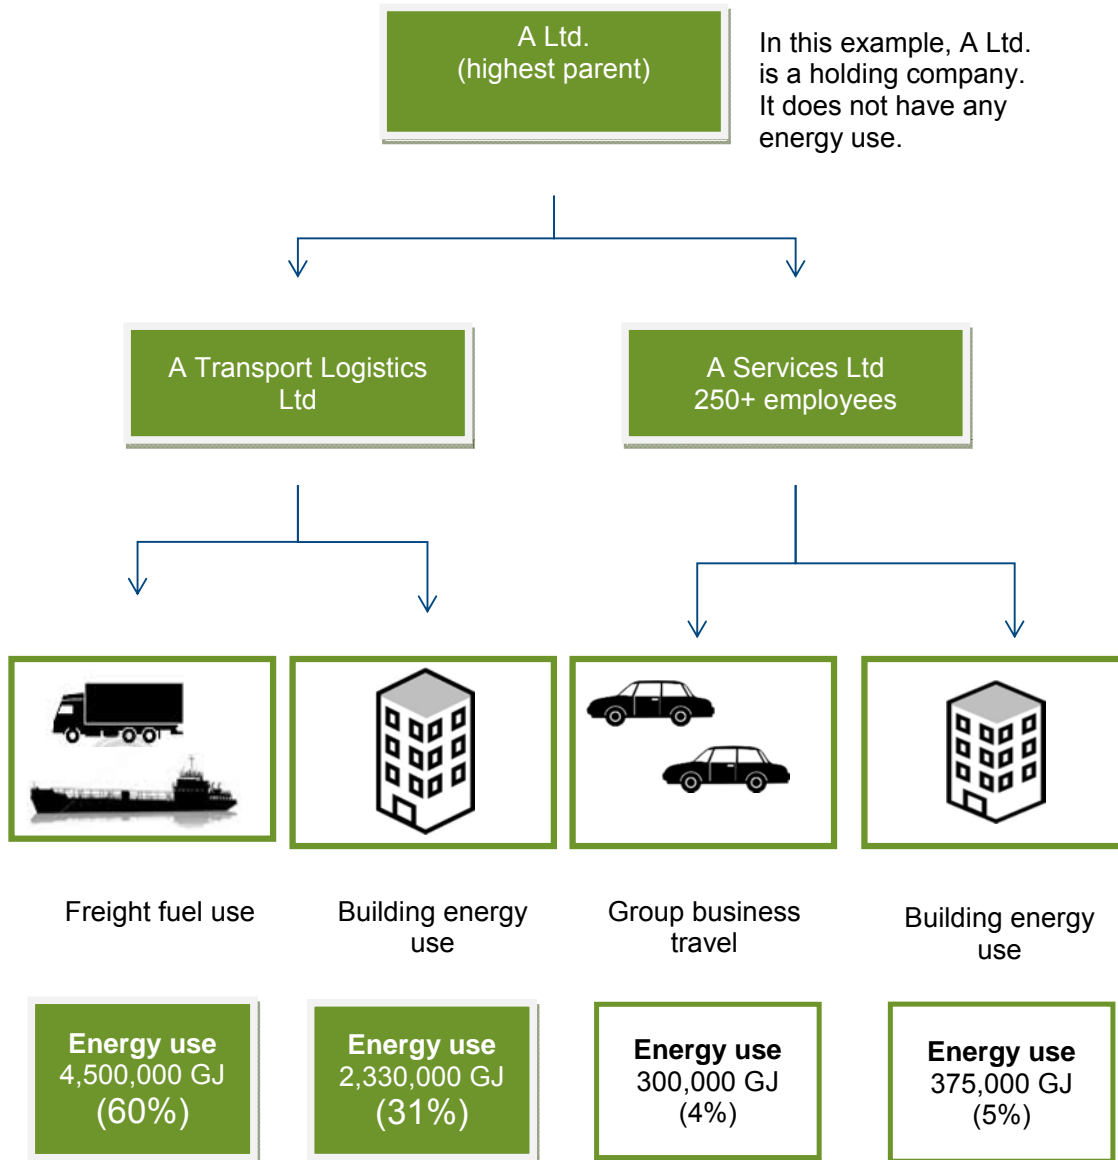 A Ltd.
(highest parent)
In this example, A Ltd.
is a holding company.
It does not have any
energy use.
A Transport Logistics
Ltd
A Services Ltd
250+ employees
Freight fuel use
Building energy
use
Group business
travel
Building energy
use
Energy use
4,500,000 GJ
(60%)
Energy use
2,330,000 GJ
(31%)
Energy use
300,000 GJ
(4%)
Energy use
375,000 GJ
(5%)